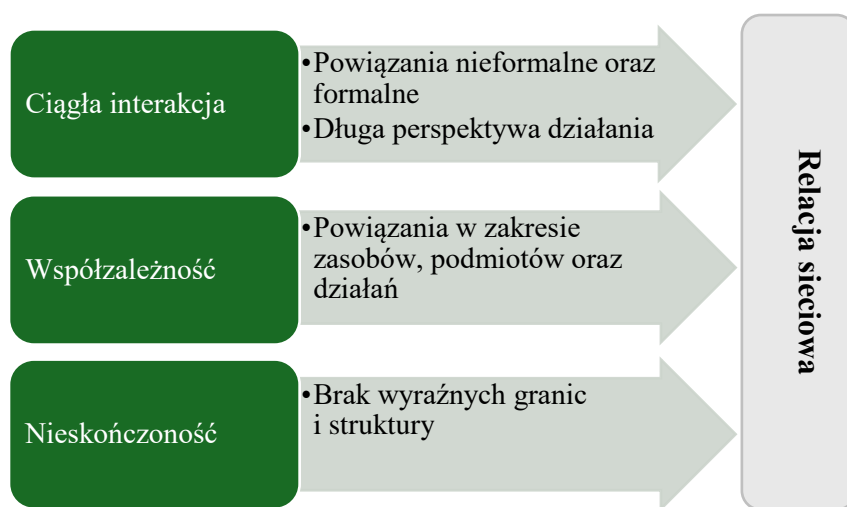 Ciągła interakcja
•Powiązania nieformalne oraz
formalne
•Długa perspektywa działania
Współzależność
•Powiązania w zakresie
zasobów, podmiotów oraz
działań
Nieskończoność
•Brak wyraźnych granic
i struktury
Relacja sieciowa